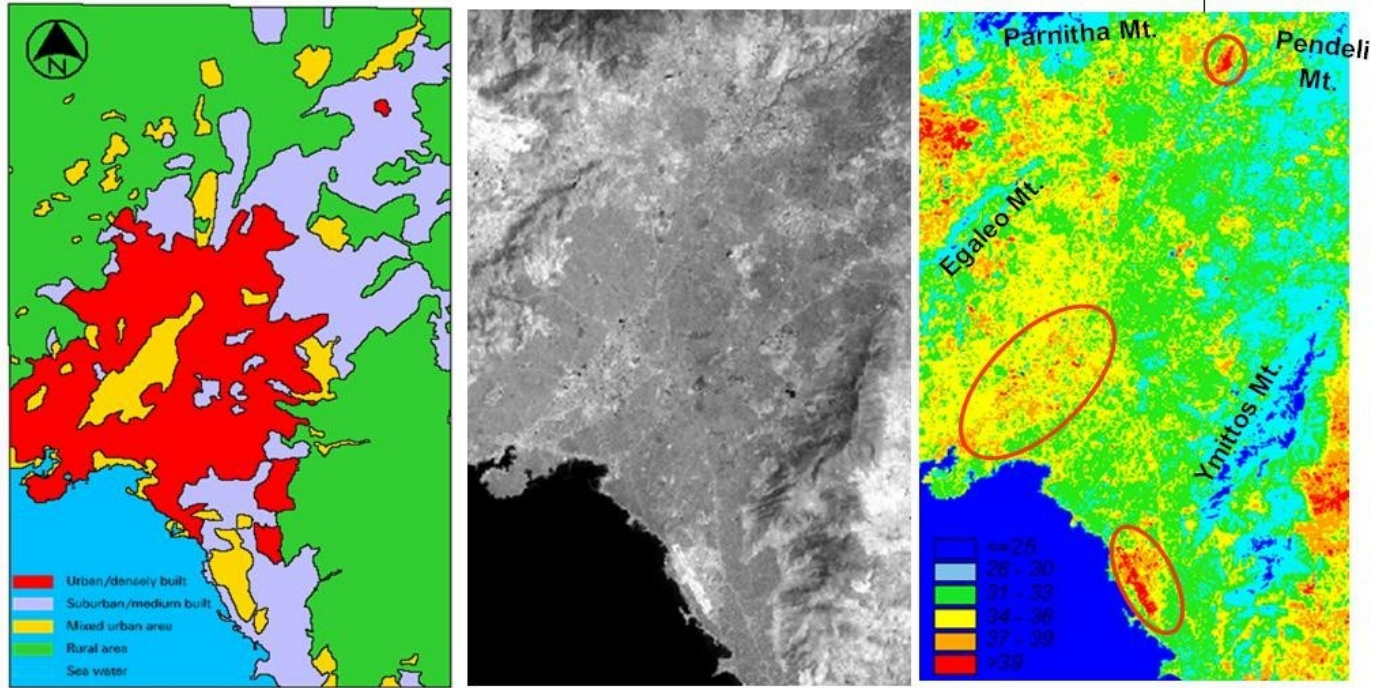 N
Urban/densely built
Suburban/medium built
Mixed urban area
Rural area
Sea water
Parnitha Mt.
Pendeli
Mt.
Egaleo Mt.
Ymittos Mt.
<=25
26 - 30
31 - 33
34 - 36
37 - 39
>39